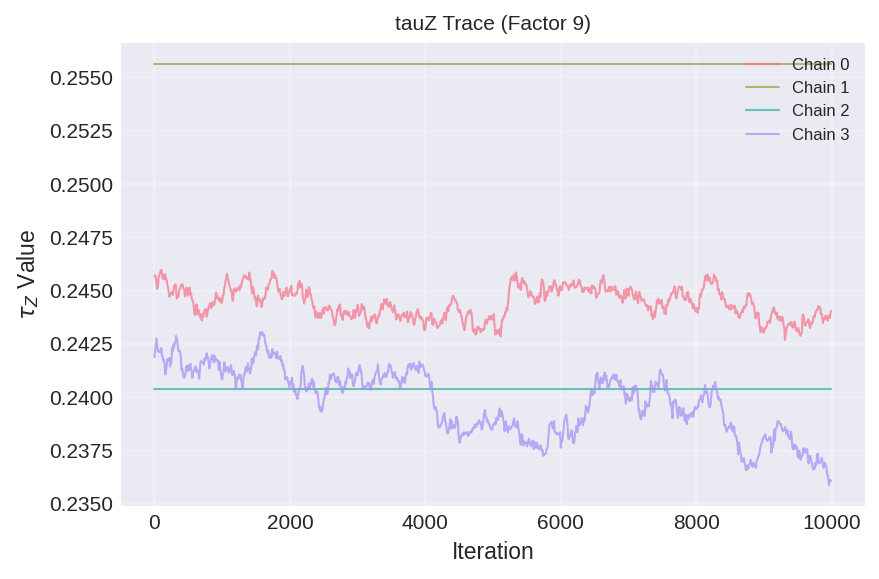 tauZ Trace (Factor 9)
τZ Value
0.2550
0.2525
0.2500
0.2475
0.2450
0.2425
0.2400
0.2375
0.2350
Chain 0
Chain 1
Chain 2
Chain 3
0 2000 4000 6000 8000 10000
Iteration